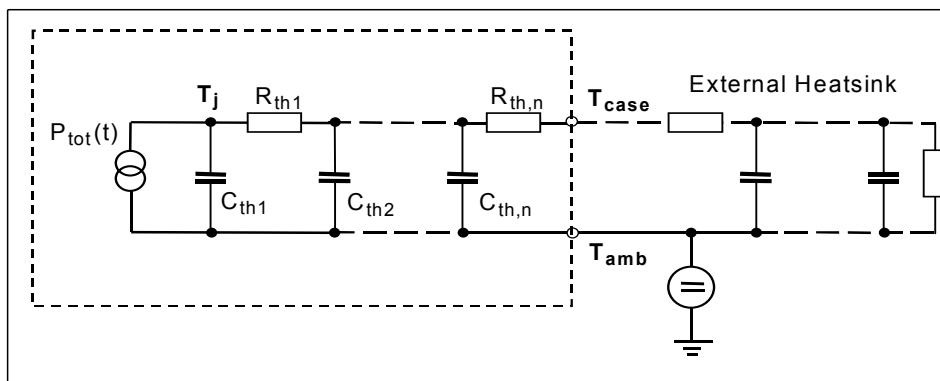 External Heatsink
T_j R_th1 R_th,n T_case
P_tot(t)
C_th1 C_th2 C_th,n
T_amb